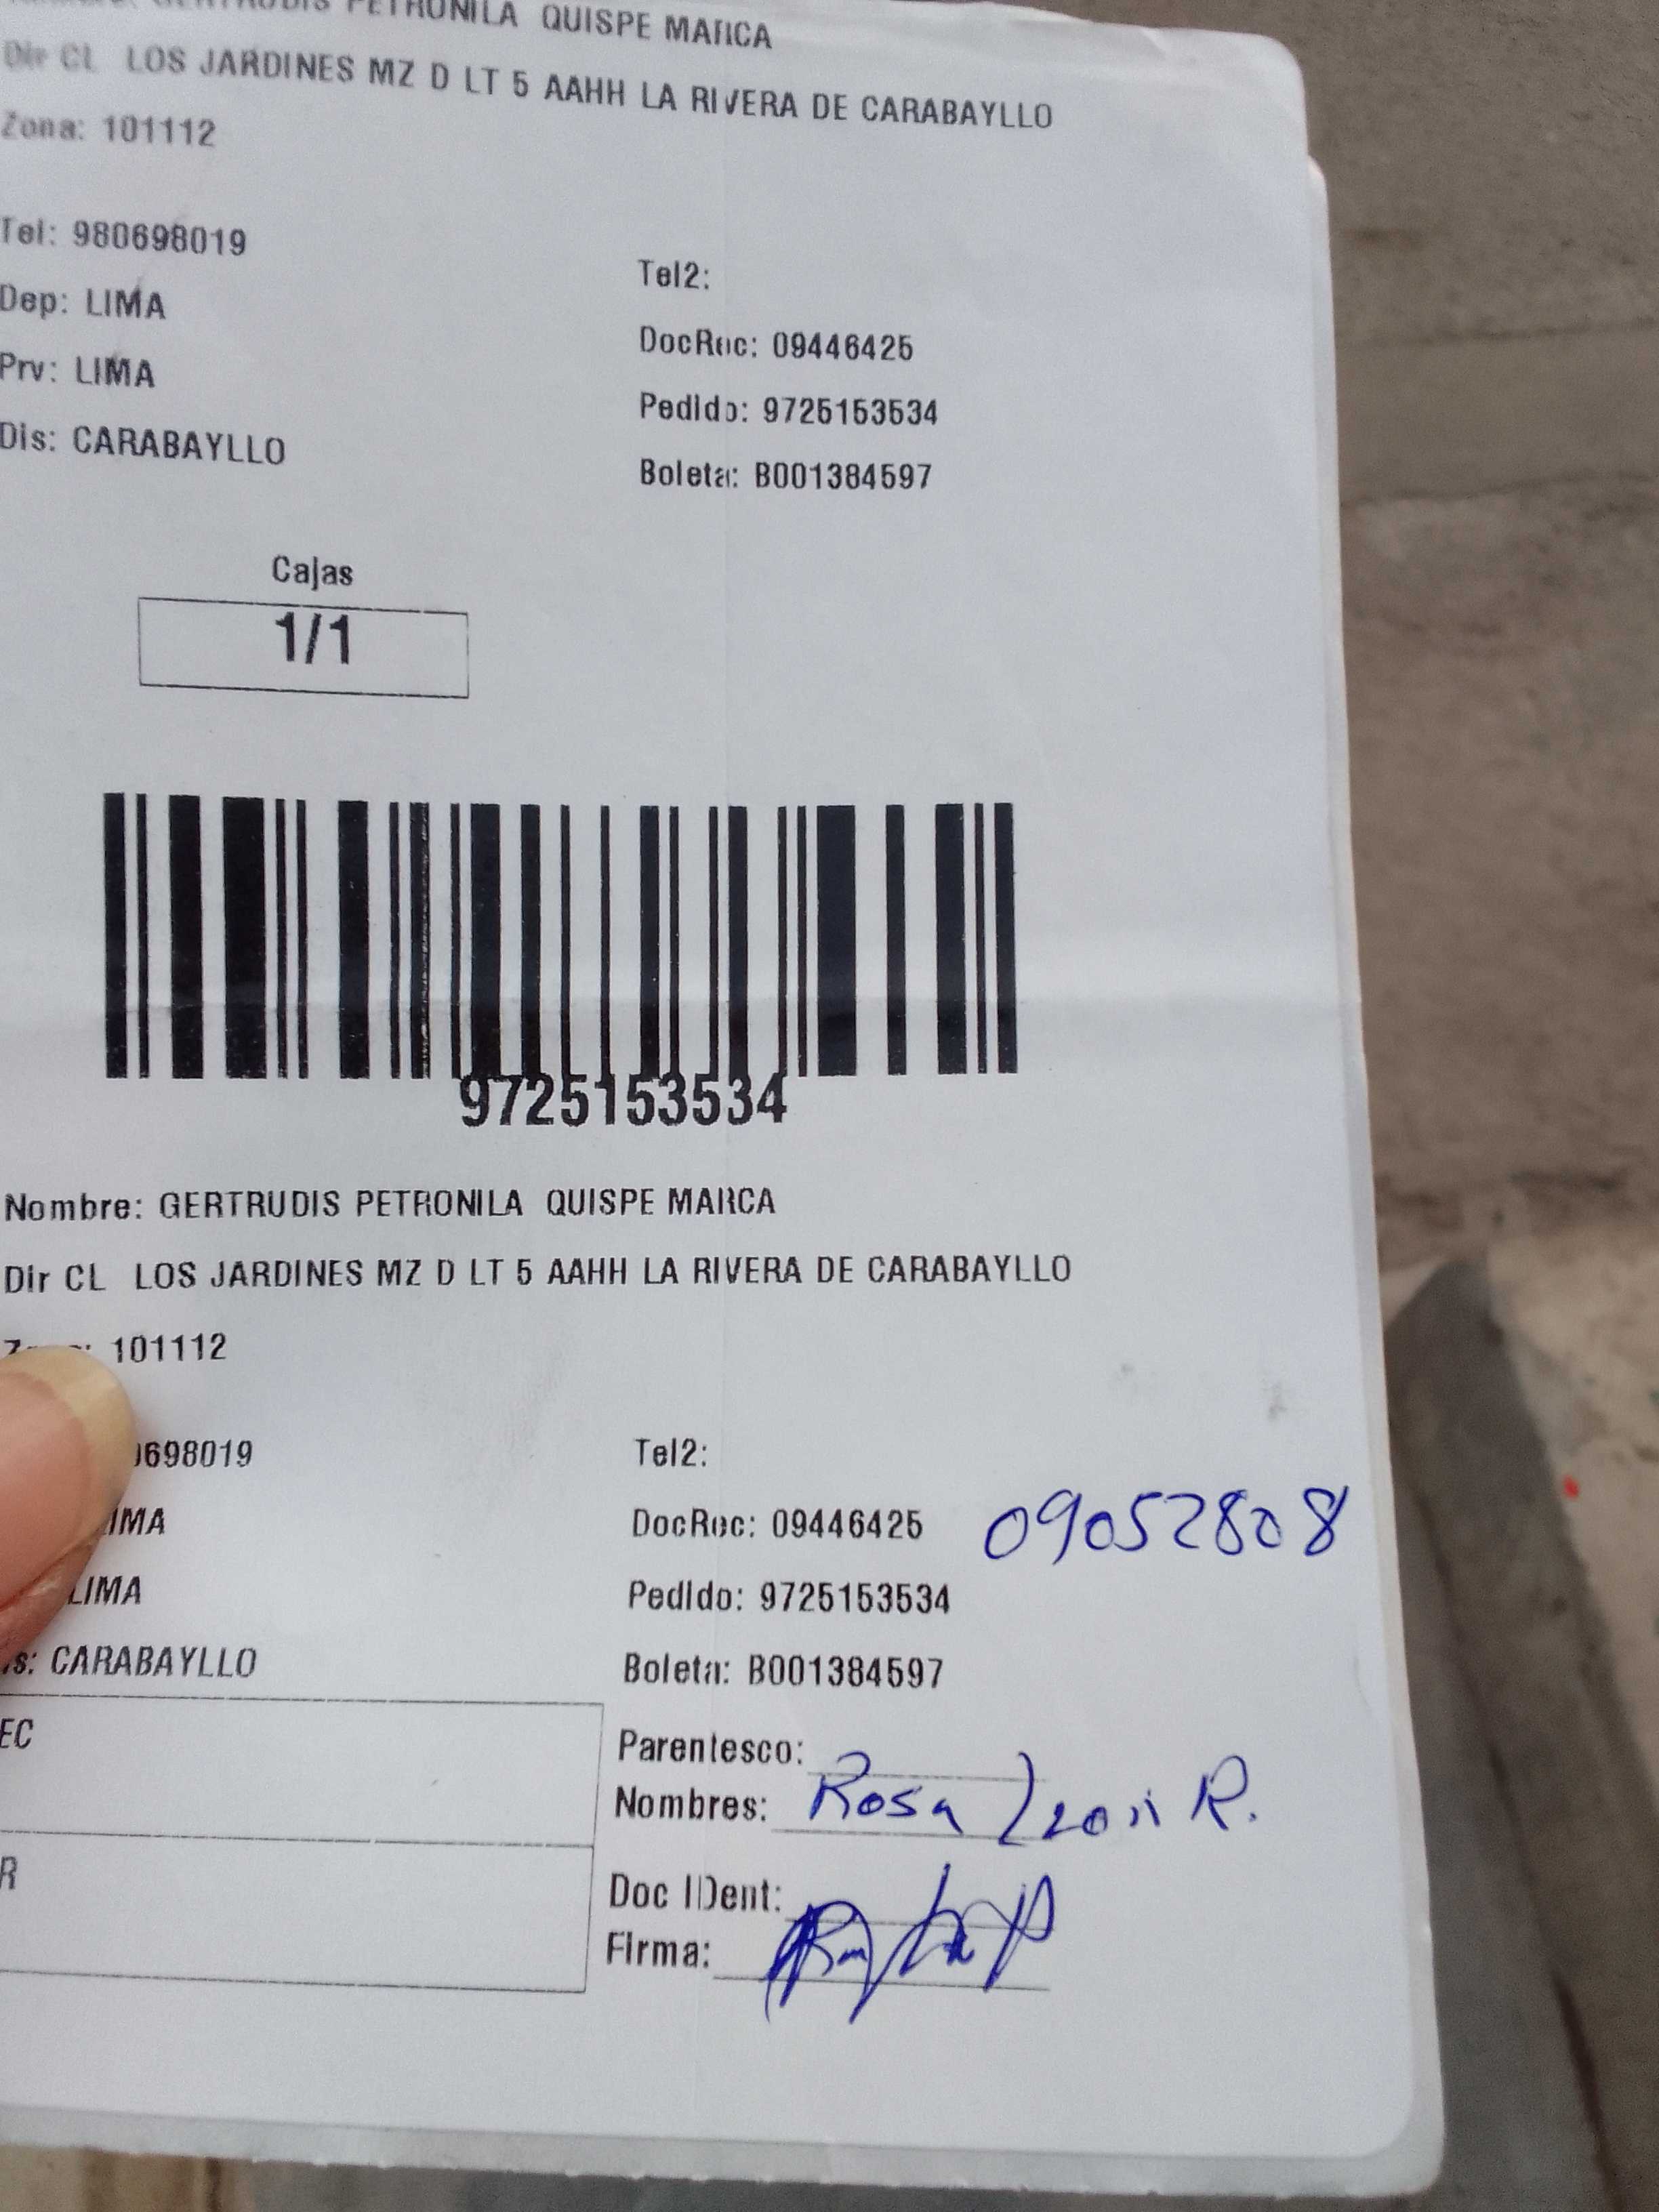 GERTRUDIS PETRONILA QUISPE MARCA
Dir CL LOS JARDINES MZ D LT 5 AAHH LA RIVERA DE CARABAYLLO
Zona: 101112
Tel: 980698019
Tel2:
Dep: LIMA
DocRec: 09446425
Prv: LIMA
Pedido: 9725153534
Dis: CARABAYLLO
Boleta: B001384597
Cajas
1/1
9725153534
Nombre: GERTRUDIS PETRONILA QUISPE MARCA
Dir CL LOS JARDINES MZ D LT 5 AAHH LA RIVERA DE CARABAYLLO
101112
698019
Tel2:
IMA
DocRec: 09446425 09052808
LIMA
Pedido: 9725153534
s: CARABAYLLO
Boleta: B001384597
EC
Parentesco:
Nombres: Rosa Leon R.
R
Doc IDent:
Firma: